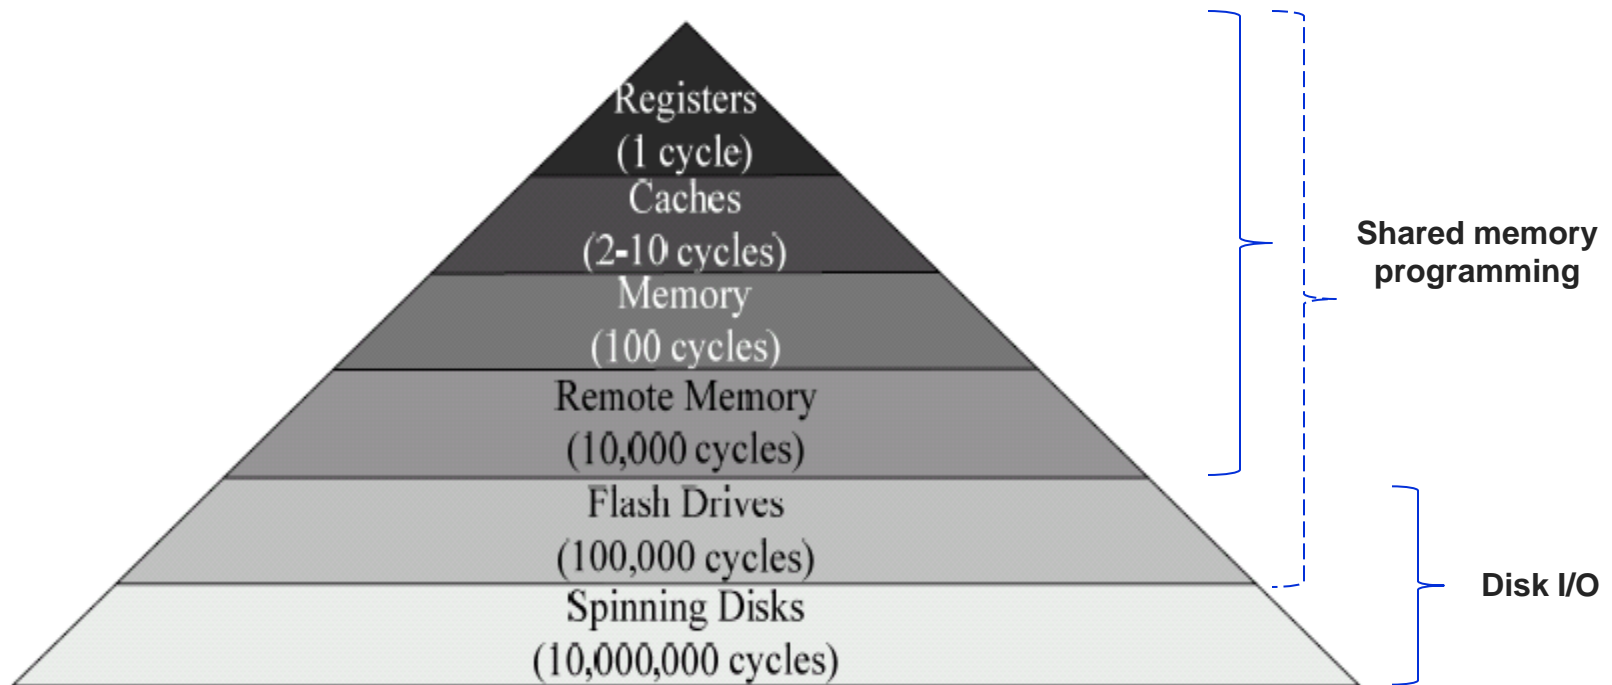 Registers
(1 cycle)
Caches
(2-10 cycles)
Memory
(100 cycles)
Remote Memory
(10,000 cycles)
Flash Drives
(100,000 cycles)
Spinning Disks
(10,000,000 cycles)
Shared memory
programming
Disk I/O